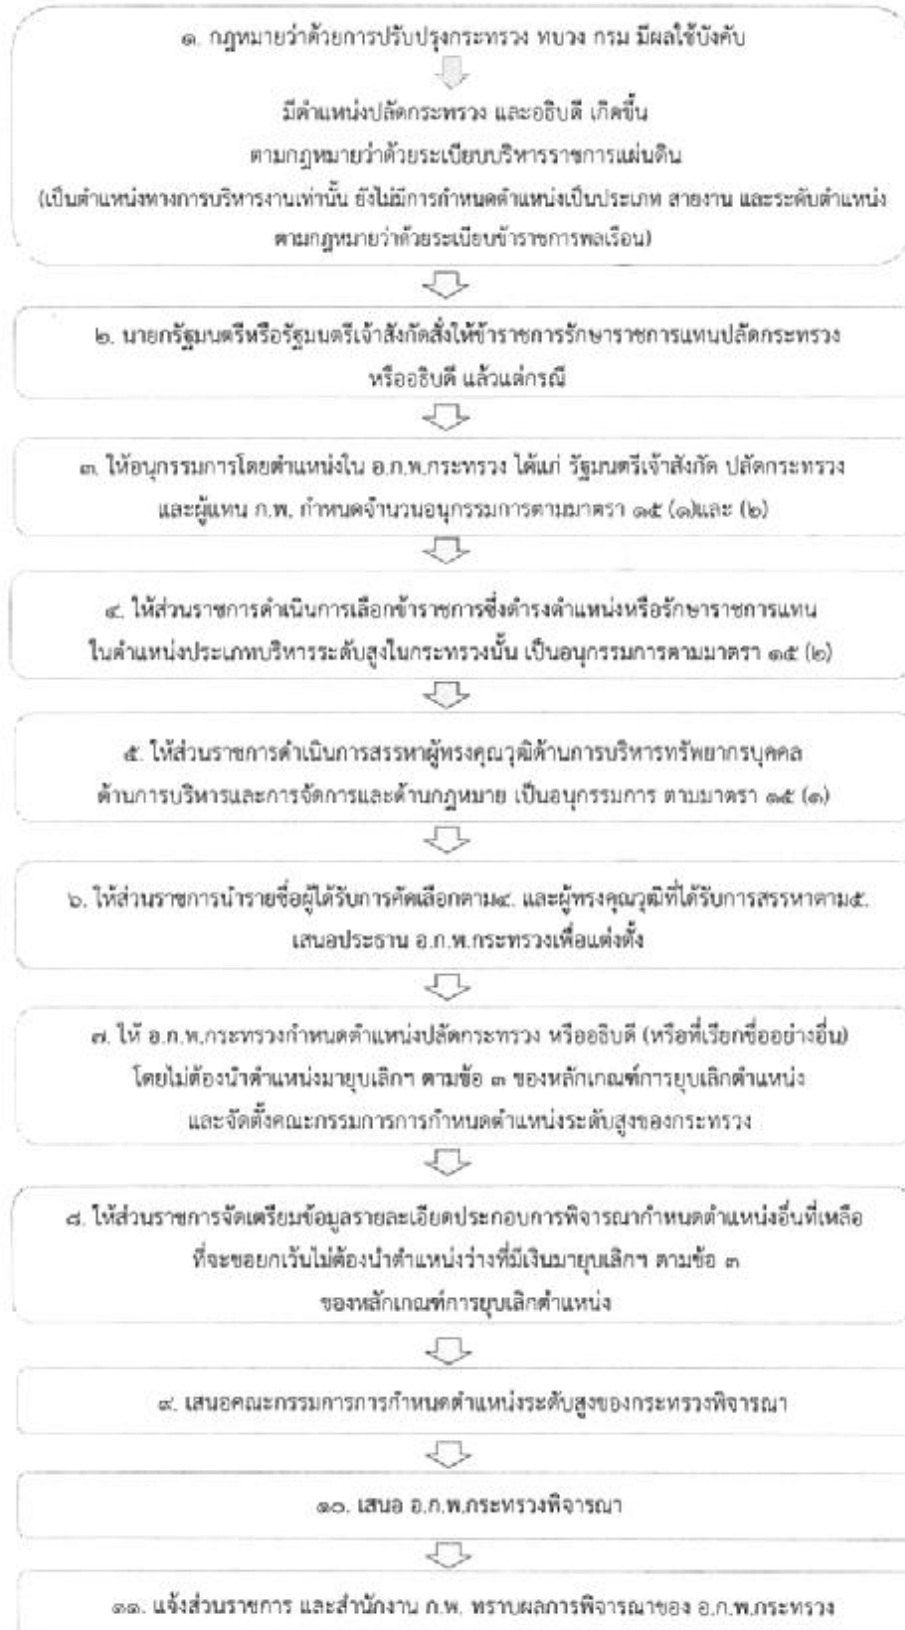 ๑. กฎหมายว่าด้วยการปรับปรุงกระทรวง ทบวง กรม มีผลใช้บังคับ
มีตำแหน่งปลัดกระทรวง และอธิบดี เกิดขึ้น
ตามกฎหมายว่าด้วยระเบียบบริหารราชการแผ่นดิน
(เป็นตำแหน่งทางการบริหารงานเท่านั้น ยังไม่มีการกำหนดตำแหน่งเป็นประเภท สายงาน และระดับตำแหน่ง
ตามกฎหมายว่าด้วยระเบียบข้าราชการพลเรือน)
๒. นายกรัฐมนตรีหรือรัฐมนตรีเจ้าสังกัดสั่งให้ข้าราชการรักษาราชการแทนปลัดกระทรวง
หรืออธิบดี แล้วแต่กรณี
๓. ให้อนุกรรมการโดยตำแหน่งใน อ.ก.พ.กระทรวง ได้แก่ รัฐมนตรีเจ้าสังกัด ปลัดกระทรวง
และผู้แทน ก.พ. กำหนดจำนวนอนุกรรมการตามมาตรา ๑๕ (๑)และ (๒)
๔. ให้ส่วนราชการดำเนินการเลือกข้าราชการซึ่งดำรงตำแหน่งหรือรักษาราชการแทน
ในตำแหน่งประเภทบริหารระดับสูงในกระทรวงนั้น เป็นอนุกรรมการตามมาตรา ๑๕ (๒)
๕. ให้ส่วนราชการดำเนินการสรรหาผู้ทรงคุณวุฒิด้านการบริหารทรัพยากรบุคคล
ด้านการบริหารและการจัดการและด้านกฎหมาย เป็นอนุกรรมการ ตามมาตรา ๑๕ (๑)
๖. ให้ส่วนราชการนำรายชื่อผู้ได้รับการคัดเลือกตาม๔. และผู้ทรงคุณวุฒิที่ได้รับการสรรหาตาม๕.
เสนอประธาน อ.ก.พ.กระทรวงเพื่อแต่งตั้ง
๗. ให้ อ.ก.พ.กระทรวงกำหนดตำแหน่งปลัดกระทรวง หรืออธิบดี (หรือที่เรียกชื่ออย่างอื่น)
โดยไม่ต้องนำตำแหน่งมายุบเลิกฯ ตามข้อ ๓ ของหลักเกณฑ์การยุบเลิกตำแหน่ง
และจัดตั้งคณะกรรมการการกำหนดตำแหน่งระดับสูงของกระทรวง
๘. ให้ส่วนราชการจัดเตรียมข้อมูลรายละเอียดประกอบการพิจารณากำหนดตำแหน่งอื่นที่เหลือ
ที่จะขอยกเว้นไม่ต้องนำตำแหน่งว่างที่มีเงินมายุบเลิกฯ ตามข้อ ๓
ของหลักเกณฑ์การยุบเลิกตำแหน่ง
๙. เสนอคณะกรรมการการกำหนดตำแหน่งระดับสูงของกระทรวงพิจารณา
๑๐. เสนอ อ.ก.พ.กระทรวงพิจารณา
๑๑. แจ้งส่วนราชการ และสำนักงาน ก.พ. ทราบผลการพิจารณาของ อ.ก.พ.กระทรวง